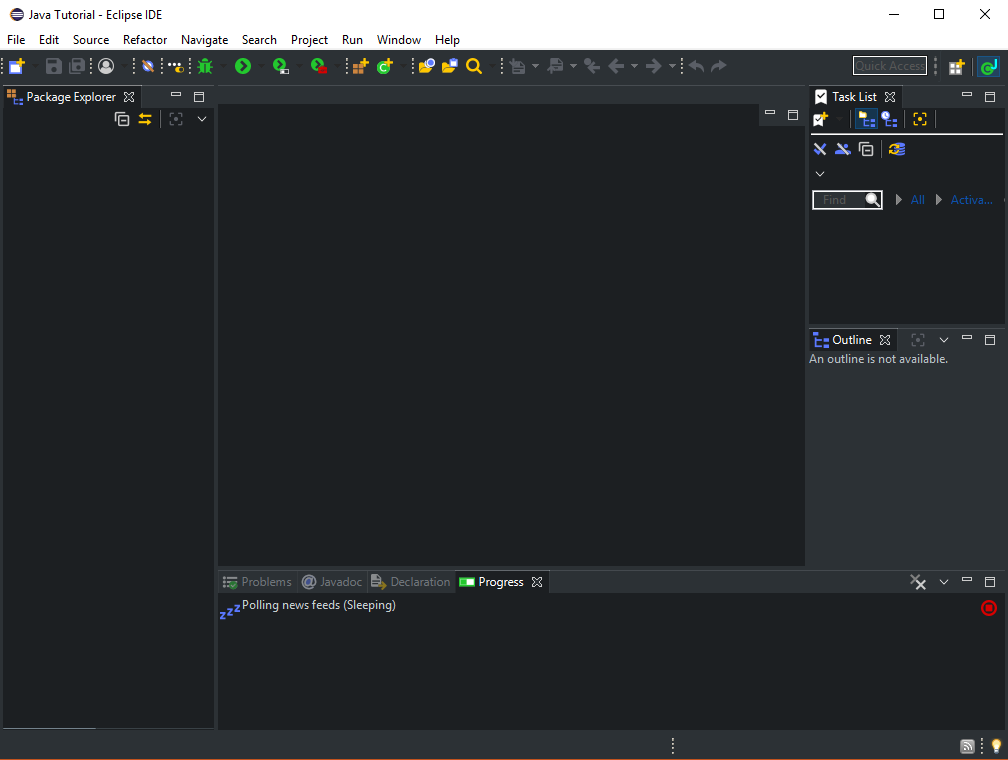 Java Tutorial - Eclipse IDE
File Edit Source Refactor Navigate Search Project Run Window Help
Quick Access
Package Explorer
Task List
Find All Activa...
Outline
An outline is not available.
Problems @ Javadoc Declaration Progress
zzz Polling news feeds (Sleeping)